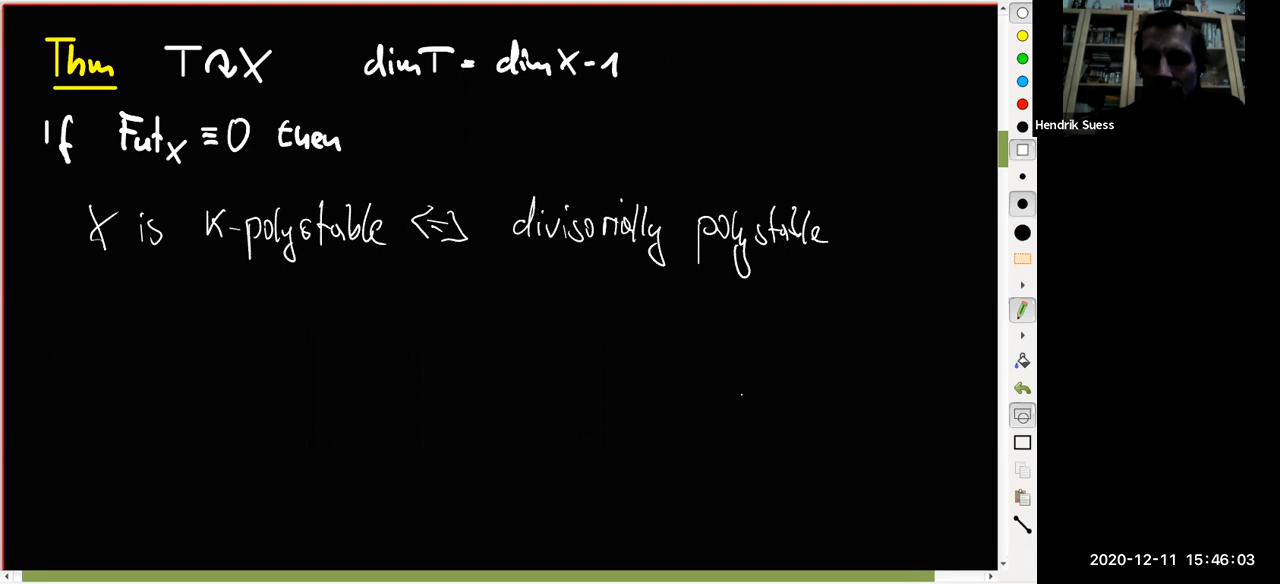 Thm T ↷ X dim T = dim X - 1
If Fut_X ≡ 0 then
X is K-polystable <=> divisorially polystable
Hendrik Suess
2020-12-11 15:46:03